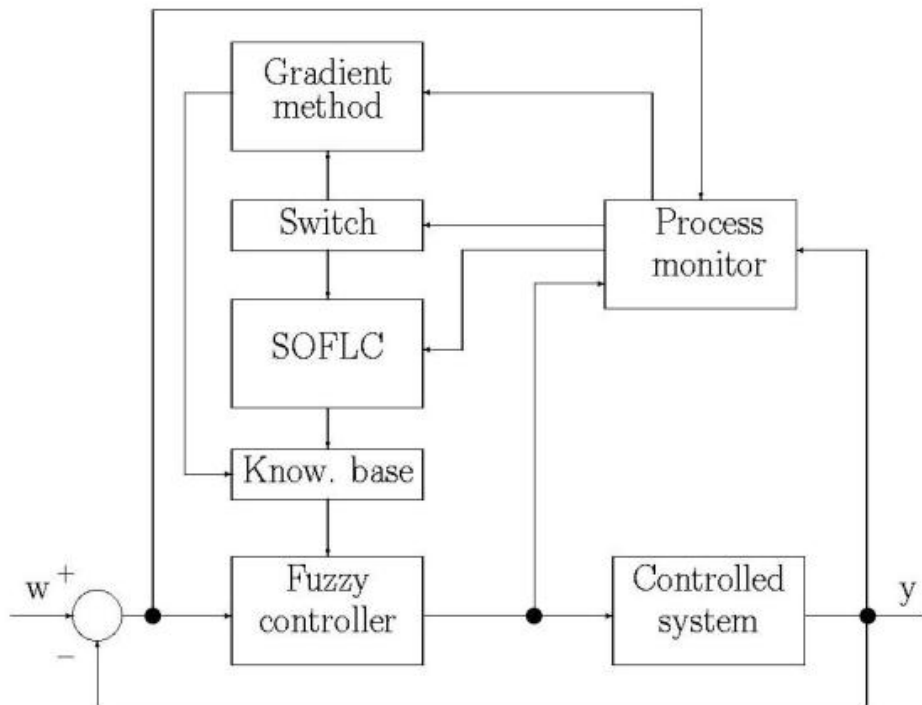 Gradient
method
Switch
Process
monitor
SOFLC
Know. base
w
+
−
Fuzzy
controller
Controlled
system
y